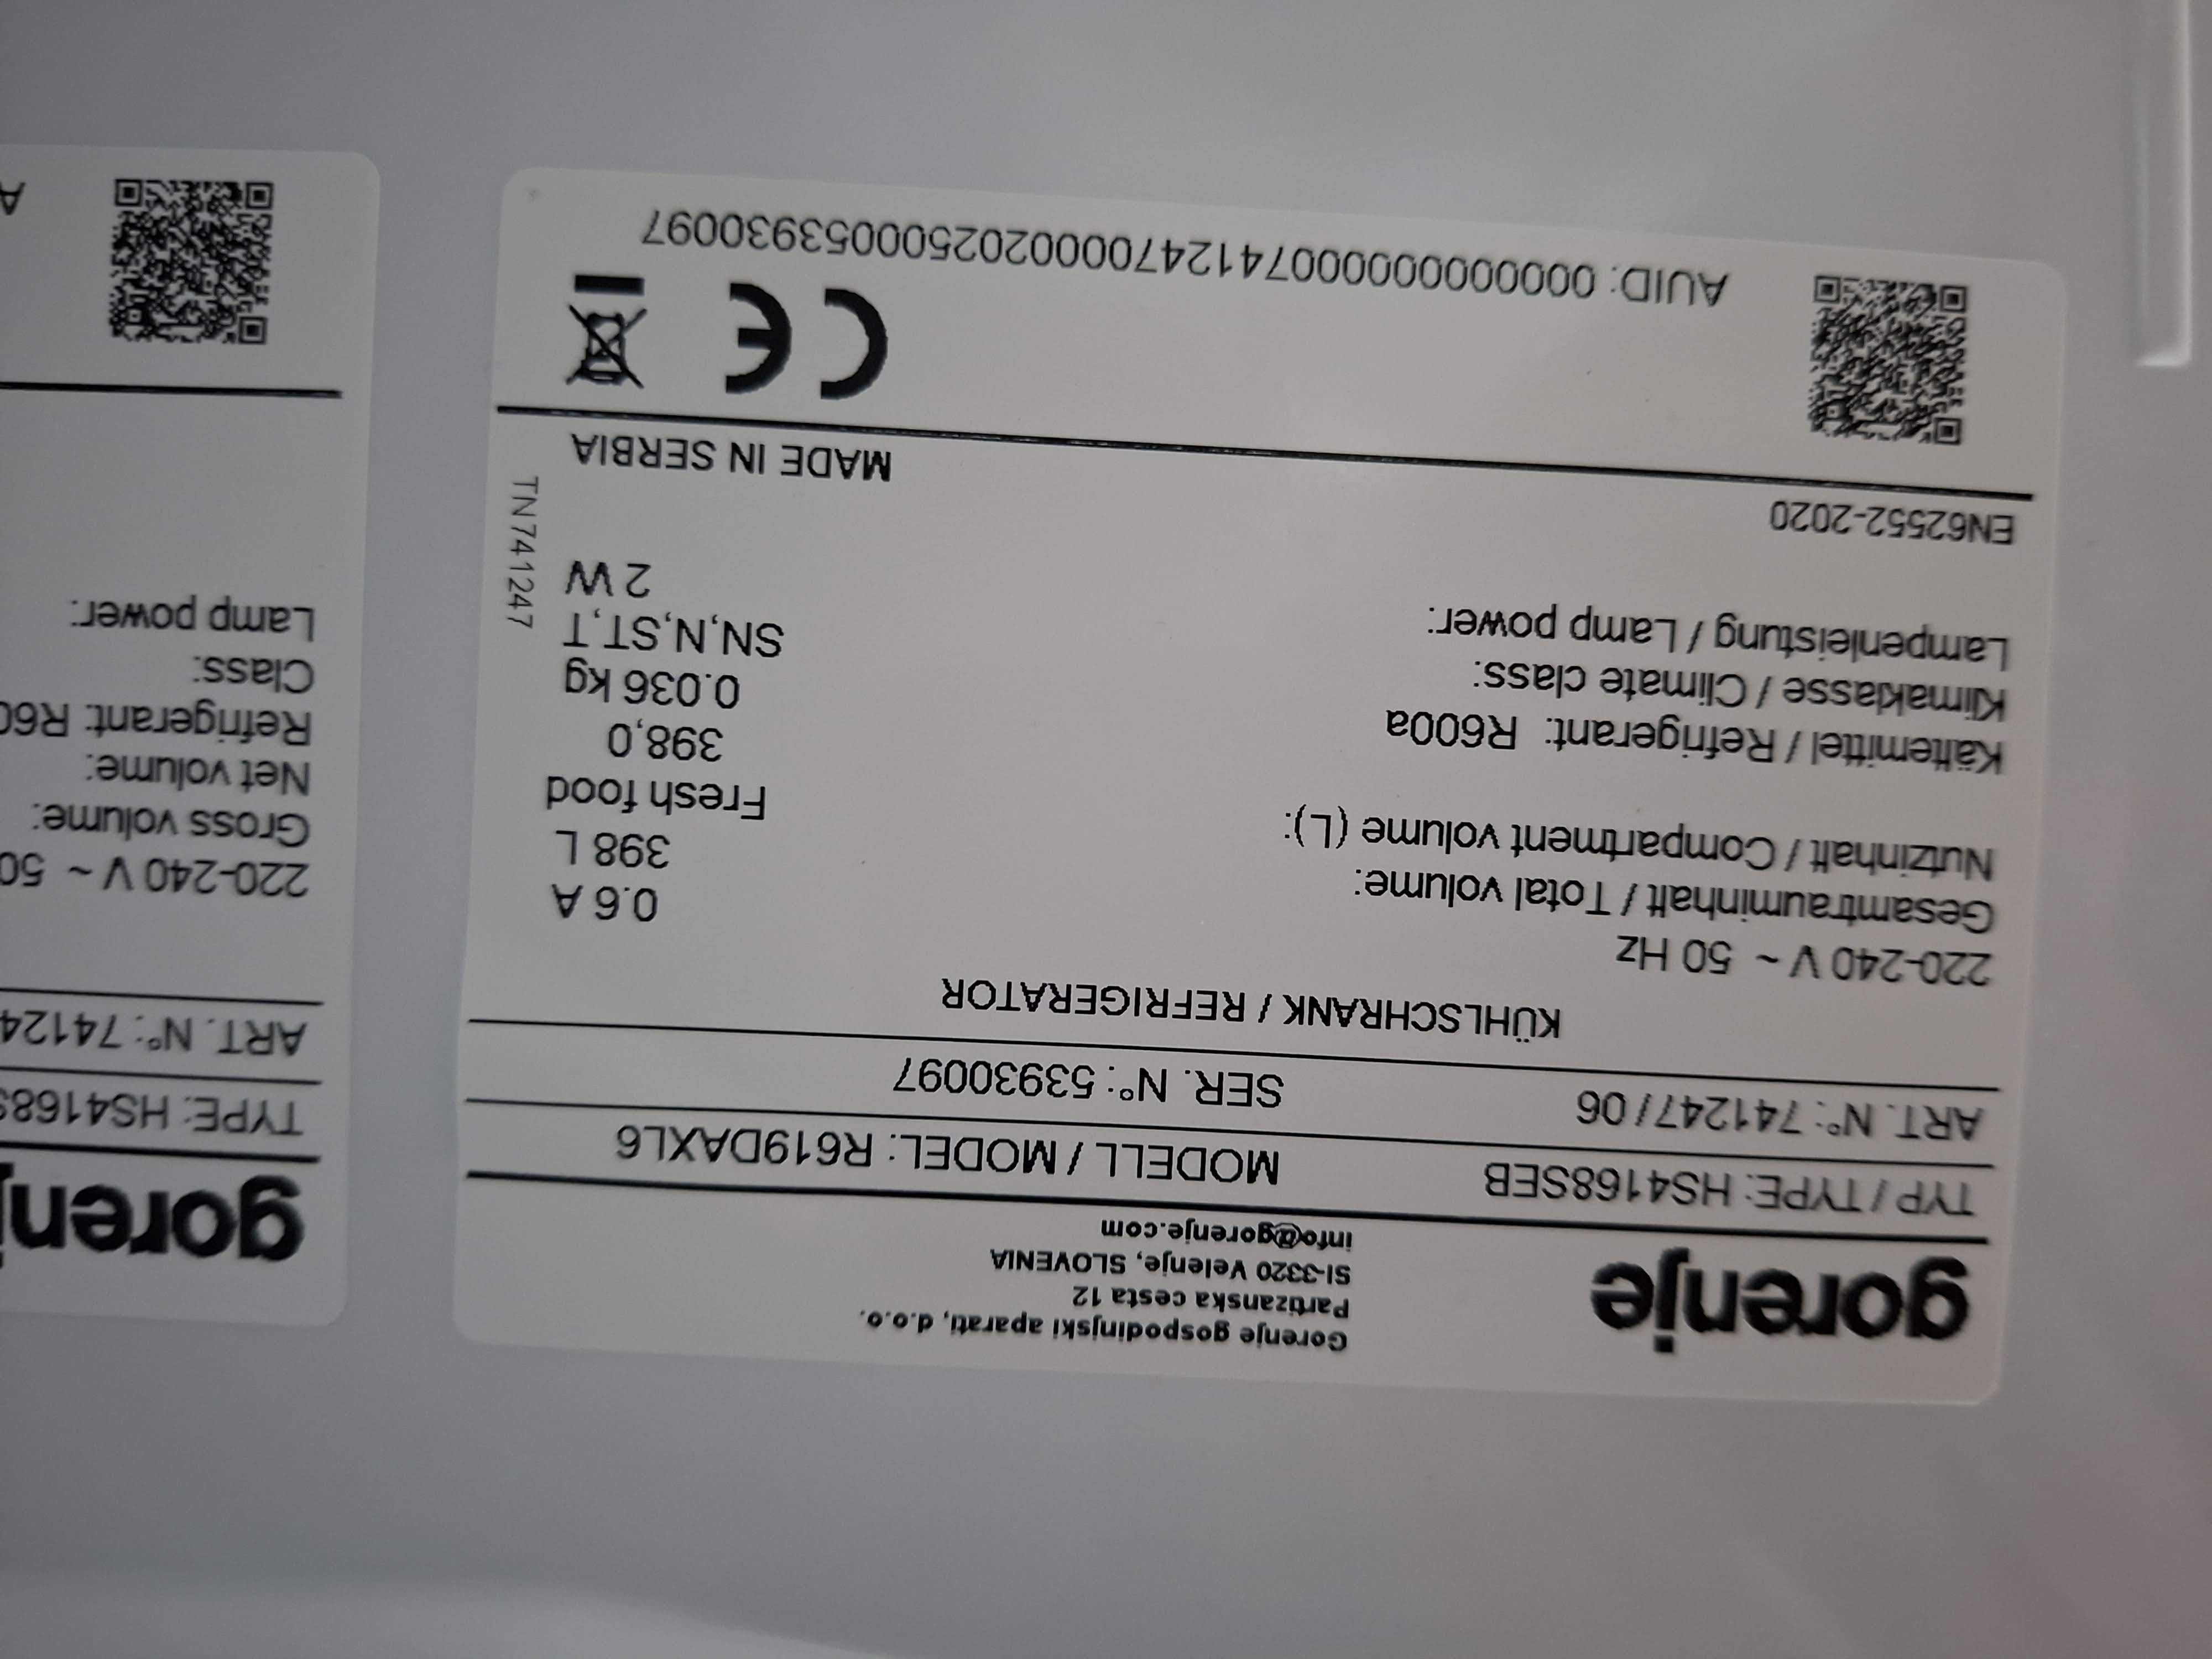 gorenje
Gorenje gospodinjski aparati, d.o.o.
Partizanska cesta 12
SI-3320 Velenje, SLOVENIA
info@gorenje.com
TYP / TYPE: HS4168SEB MODELL / MODEL: R619DAXL6
ART. N°: 741247/06 SER. N°: 53930097
KÜHLSCHRANK / REFRIGERATOR
220-240 V ~ 50 Hz 0.6 A
Gesamtrauminhalt / Total volume: 398 L
Nutzinhalt / Compartment volume (L): Fresh food
398,0
Kältemittel / Refrigerant: R600a 0.036 kg
Klimaklasse / Climate class: SN,N,ST,T
Lampenleistung / Lamp power: 2 W
TN741247
EN62552-2020 MADE IN SERBIA
CE
AUID: 0000000000007412470000202500053930097
goren
TYPE: HS4168
ART. N°: 74124
220-240 V ~ 50
Gross volume:
Net volume:
Refrigerant: R60
Class:
Lamp power:
A